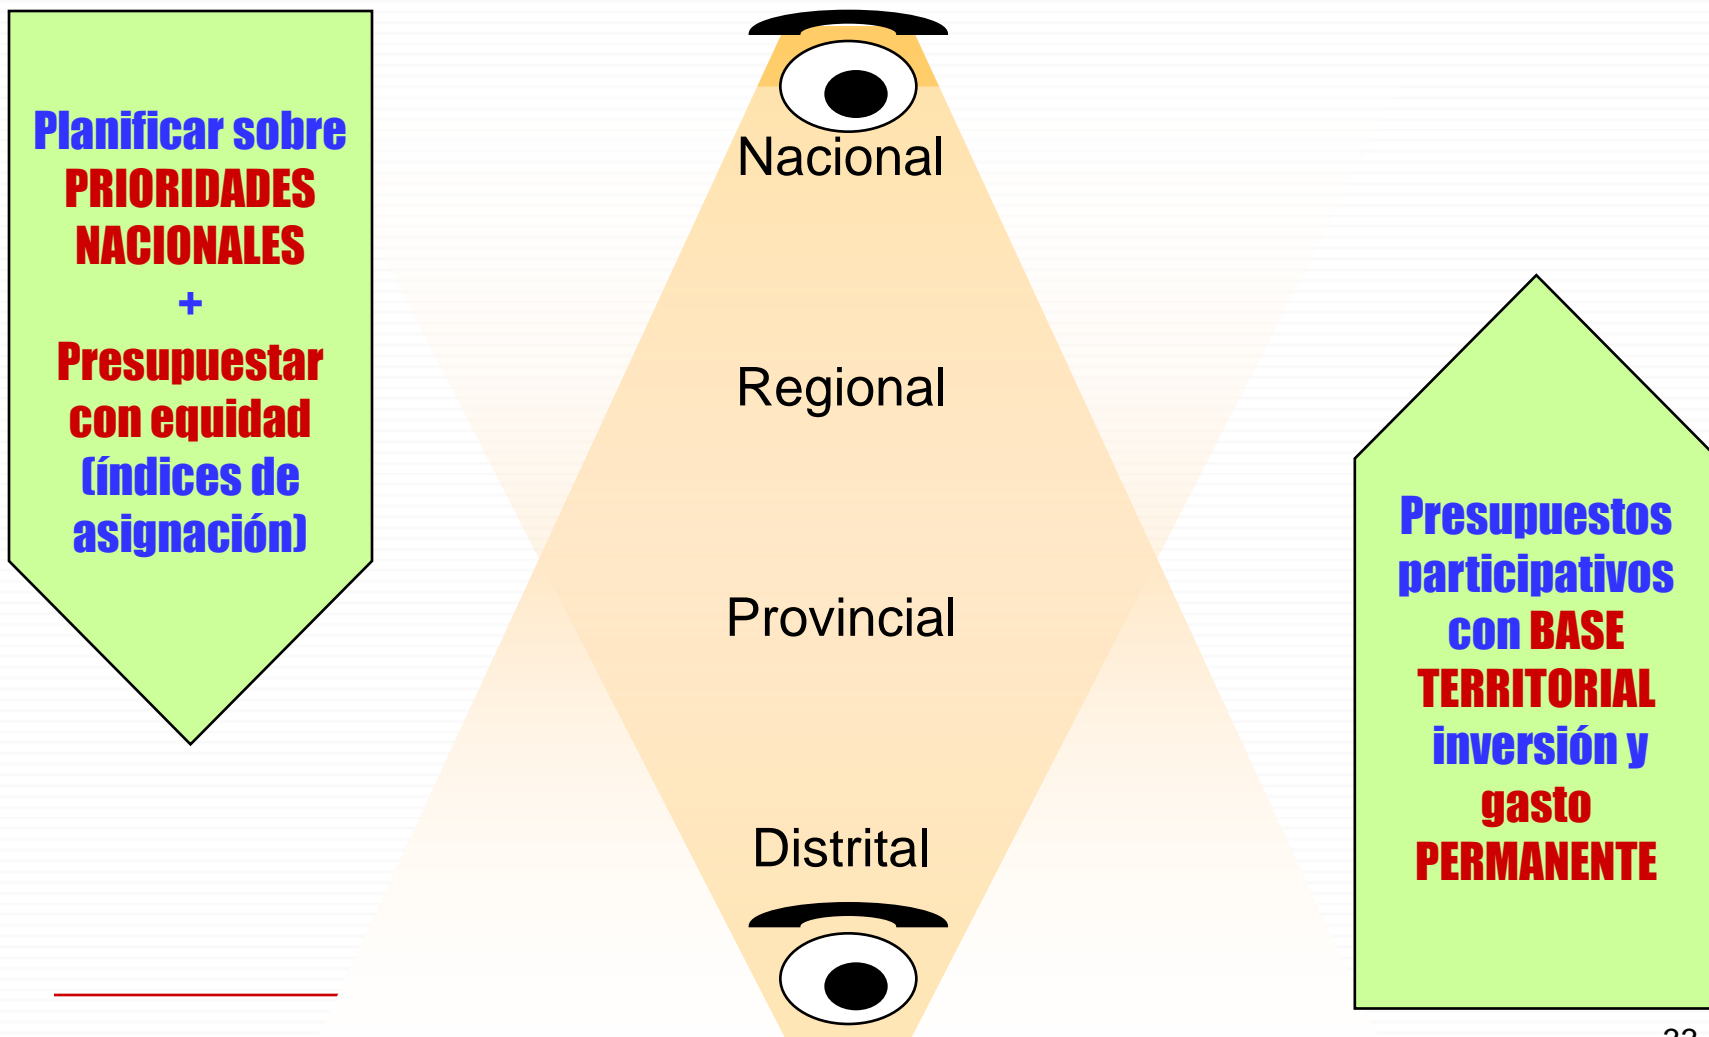 Planificar sobre
PRIORIDADES
NACIONALES
+
Presupuestar
con equidad
(índices de
asignación)
Nacional
Regional
Provincial
Distrital
Presupuestos
participativos
con BASE
TERRITORIAL
inversión y
gasto
PERMANENTE